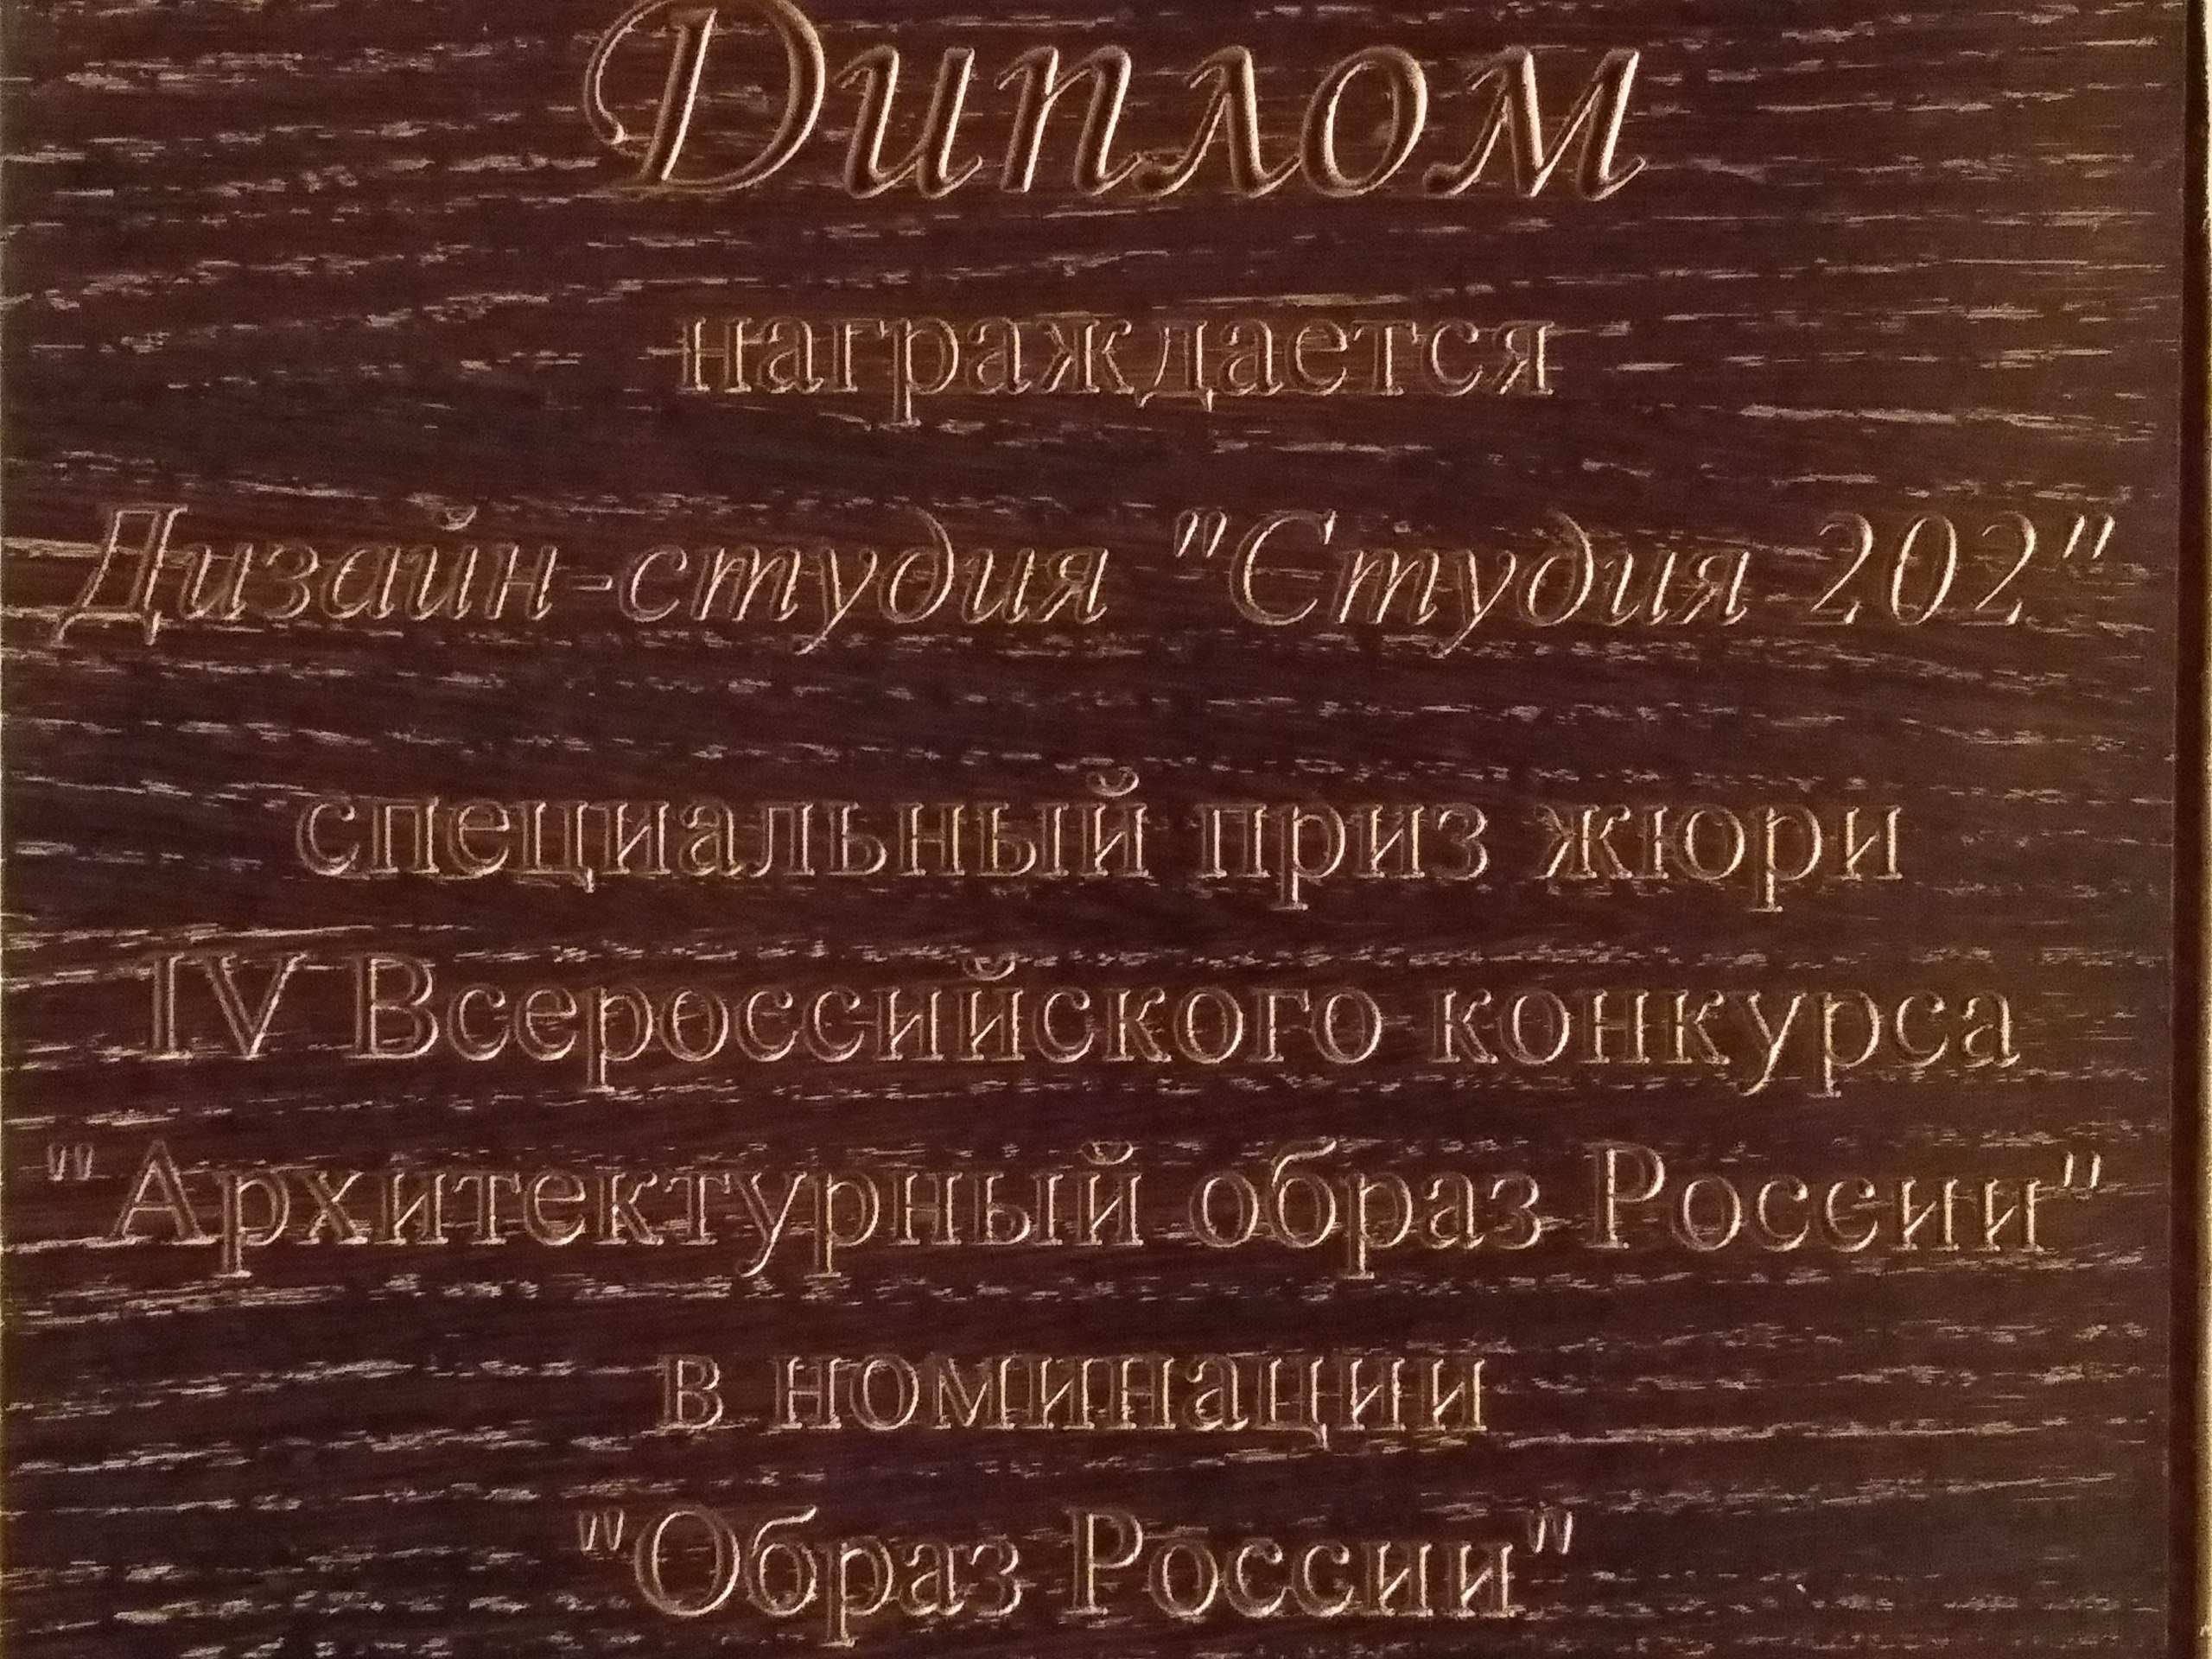 Диплом
награждается
Дизайн-студия "Студия 202"
специальный приз жюри
IV Всероссийского конкурса
"Архитектурный образ России"
в номинации
"Образ России"